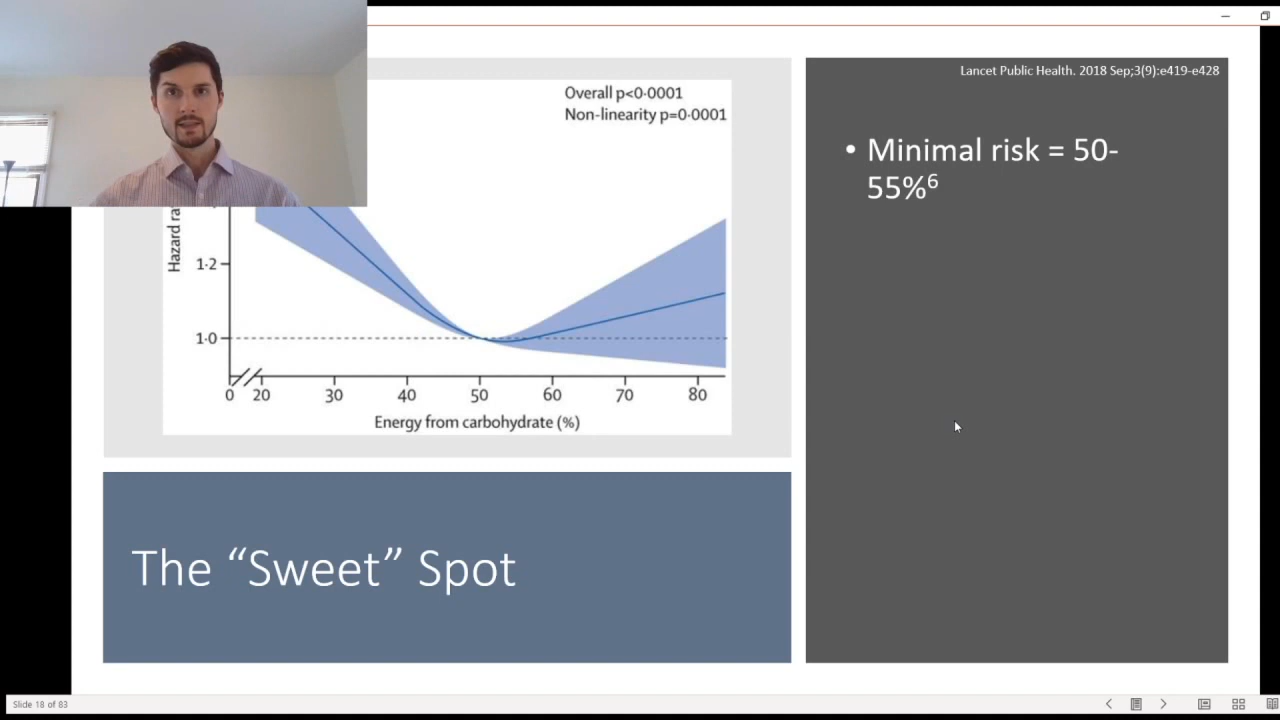 Lancet Public Health. 2018 Sep;3(9):e419-e428
Overall p<0·0001
Non-linearity p=0·0001
• Minimal risk = 50-
55%6
Hazard
1·2
1·0
0 20 30 40 50 60 70 80
Energy from carbohydrate (%)
The “Sweet” Spot
Slide 18 of 83